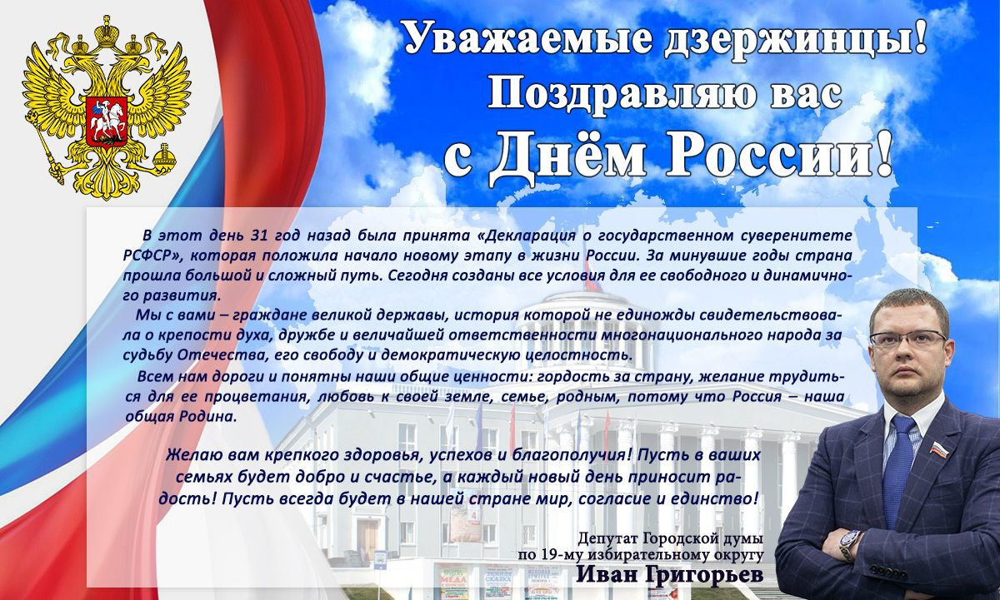 Уважаемые дзержинцы!
Поздравляю вас
с Днём России!
В этот день 31 год назад была принята «Декларация о государственном суверенитете
РСФСР», которая положила начало новому этапу в жизни России. За минувшие годы страна
прошла большой и сложный путь. Сегодня созданы все условия для ее свободного и динамично-
го развития.
Мы с вами – граждане великой державы, история которой не единожды свидетельствова-
ла о крепости духа, дружбе и величайшей ответственности многонационального народа за
судьбу Отечества, его свободу и демократическую целостность.
Всем нам дороги и понятны наши общие ценности: гордость за страну, желание трудить-
ся для ее процветания, любовь к своей земле, семье, родным, потому что Россия – наша
общая Родина.
Желаю вам крепкого здоровья, успехов и благополучия! Пусть в ваших
семьях будет добро и счастье, а каждый новый день приносит ра-
дость! Пусть всегда будет в нашей стране мир, согласие и единство!
Депутат Городской думы
по 19-му избирательному округу
Иван Григорьев
МЁДА
СКАЗКА